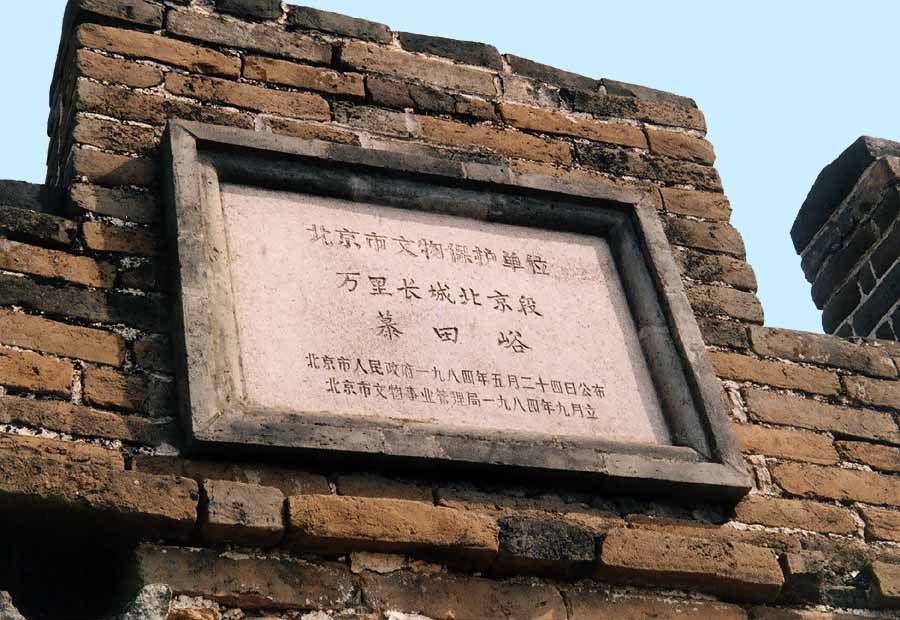 北京市文物保护单位
万里长城北京段
慕田峪
北京市人民政府一九八四年五月二十四日公布
北京市文物事业管理局一九八四年九月立